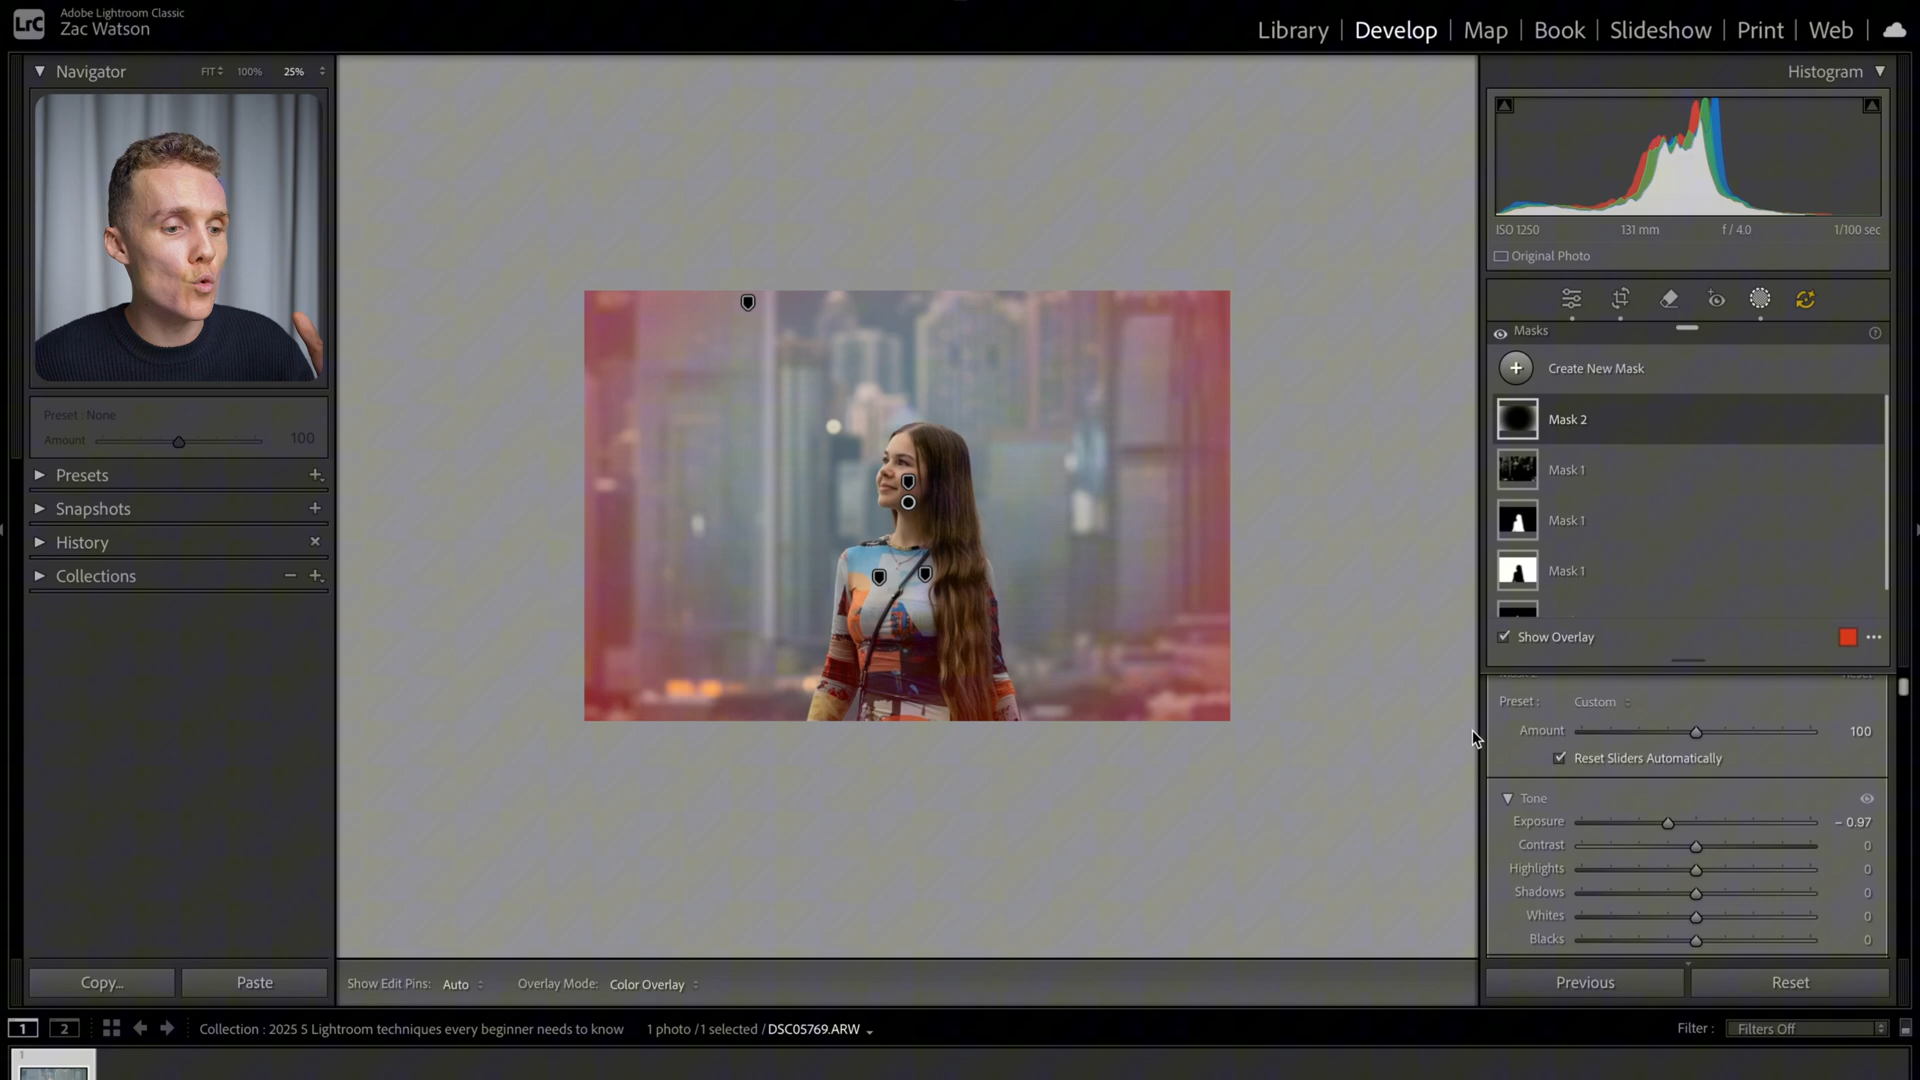 LrC
Adobe Lightroom Classic
Zac Watson
Library
Develop
Map
Book
Slideshow
Print
Web
Navigator
FIT
100%
25%
Preset : None
Amount
100
Presets
Snapshots
History
Collections
Copy...
Paste
Show Edit Pins:
Auto
Overlay Mode:
Color Overlay
Histogram
ISO 1250
131 mm
f / 4.0
1/100 sec
Original Photo
Masks
Create New Mask
Mask 2
Mask 1
Mask 1
Mask 1
Show Overlay
Preset :
Custom
Amount
100
Reset Sliders Automatically
Tone
Exposure
– 0.97
Contrast
0
Highlights
0
Shadows
0
Whites
0
Blacks
0
Previous
Reset
1
2
Collection : 2025 5 Lightroom techniques every beginner needs to know
1 photo / 1 selected / DSC05769.ARW
Filter :
Filters Off
1